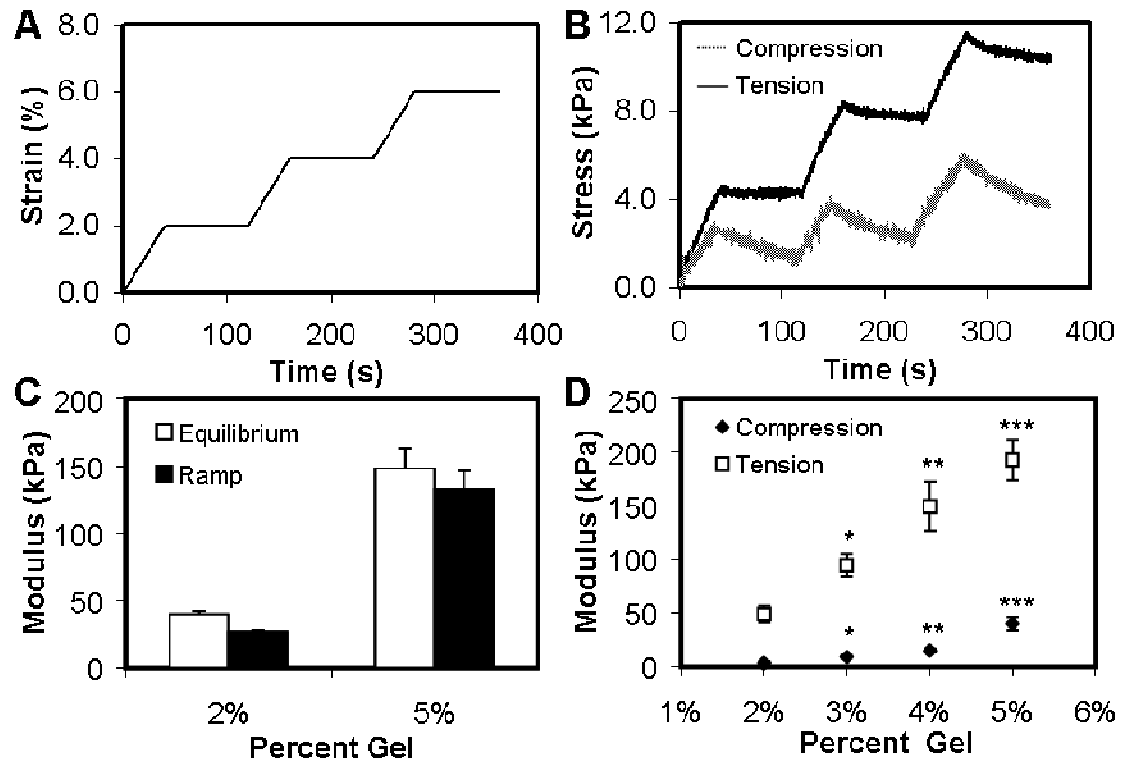 A
8.0
6.0
4.0
2.0
0.0
Strain (%)
0 100 200 300 400
Time (s)
B
12.0
8.0
4.0
0.0
Stress (kPa)
Compression
Tension
0 100 200 300 400
Time (s)
C
200
150
100
50
0
Modulus (kPa)
Equilibrium
Ramp
2% 5%
Percent Gel
D
250
200
150
100
50
0
Modulus (kPa)
Compression
Tension
***
**
*
***
**
*
1% 2% 3% 4% 5% 6%
Percent Gel